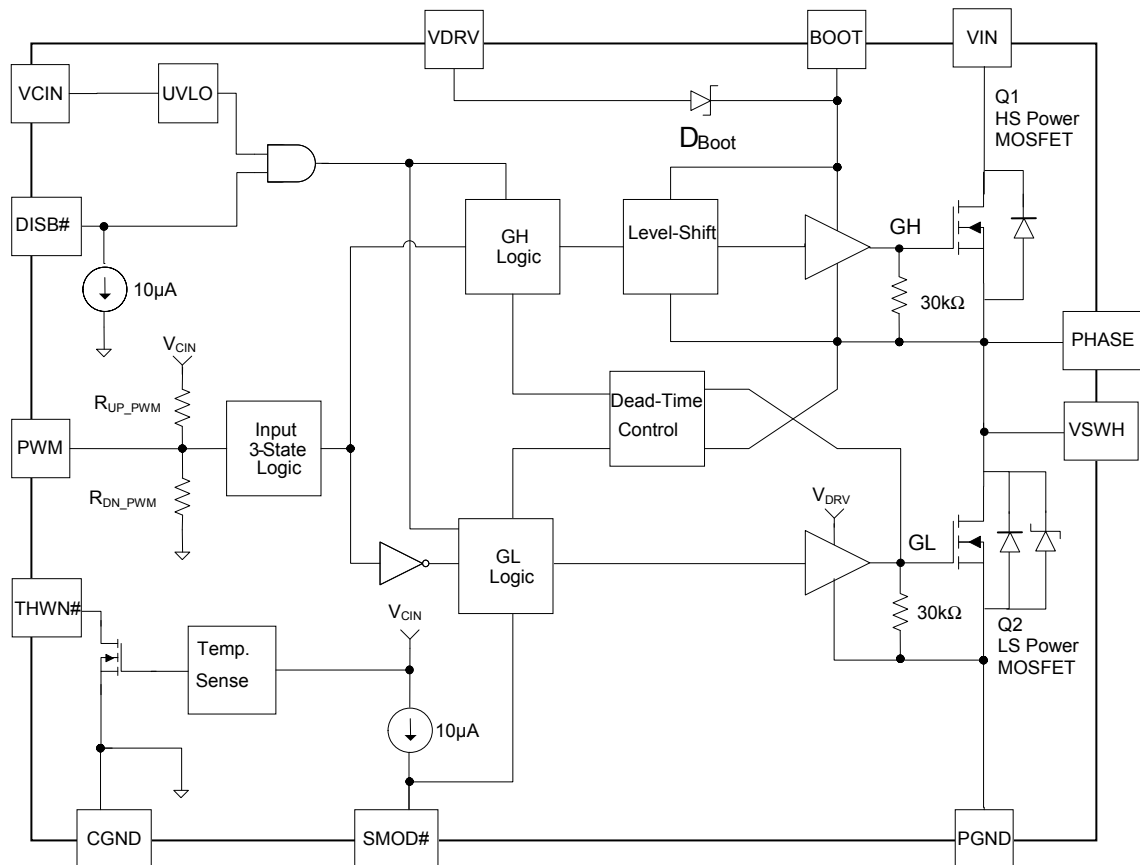 VDRV
BOOT
VIN
VCIN
UVLO
Q1
HS Power
MOSFET
DBoot
DISB#
GH
Logic
Level-Shift
GH
10µA
30kΩ
PHASE
VCIN
RUP_PWM
Dead-Time
Control
VSWH
PWM
Input
3-State
Logic
RDN_PWM
VDRV
GL
Logic
GL
THWN#
VCIN
30kΩ
Q2
LS Power
MOSFET
Temp.
Sense
10µA
CGND
SMOD#
PGND